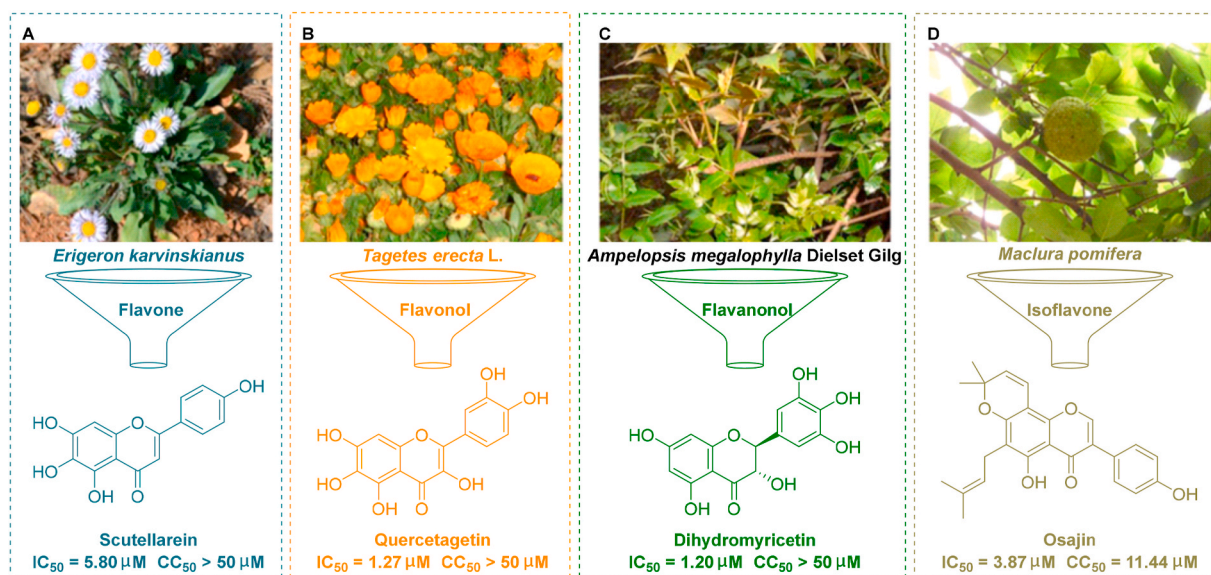 A
Erigeron karvinskianus
Flavone
OH
HO
O
HO
OH
O
Scutellarein
IC50 = 5.80 μM CC50 > 50 μM
B
Tagetes erecta L.
Flavonol
OH
OH
HO
O
HO
OH
OH
O
Quercetagetin
IC50 = 1.27 μM CC50 > 50 μM
C
Ampelopsis megalophylla Dielset Gilg
Flavanonol
OH
OH
HO
O
OH
OH
OH
O
Dihydromyricetin
IC50 = 1.20 μM CC50 > 50 μM
D
Maclura pomifera
Isoflavone
O
O
OH
O
OH
Osajin
IC50 = 3.87 μM CC50 = 11.44 μM